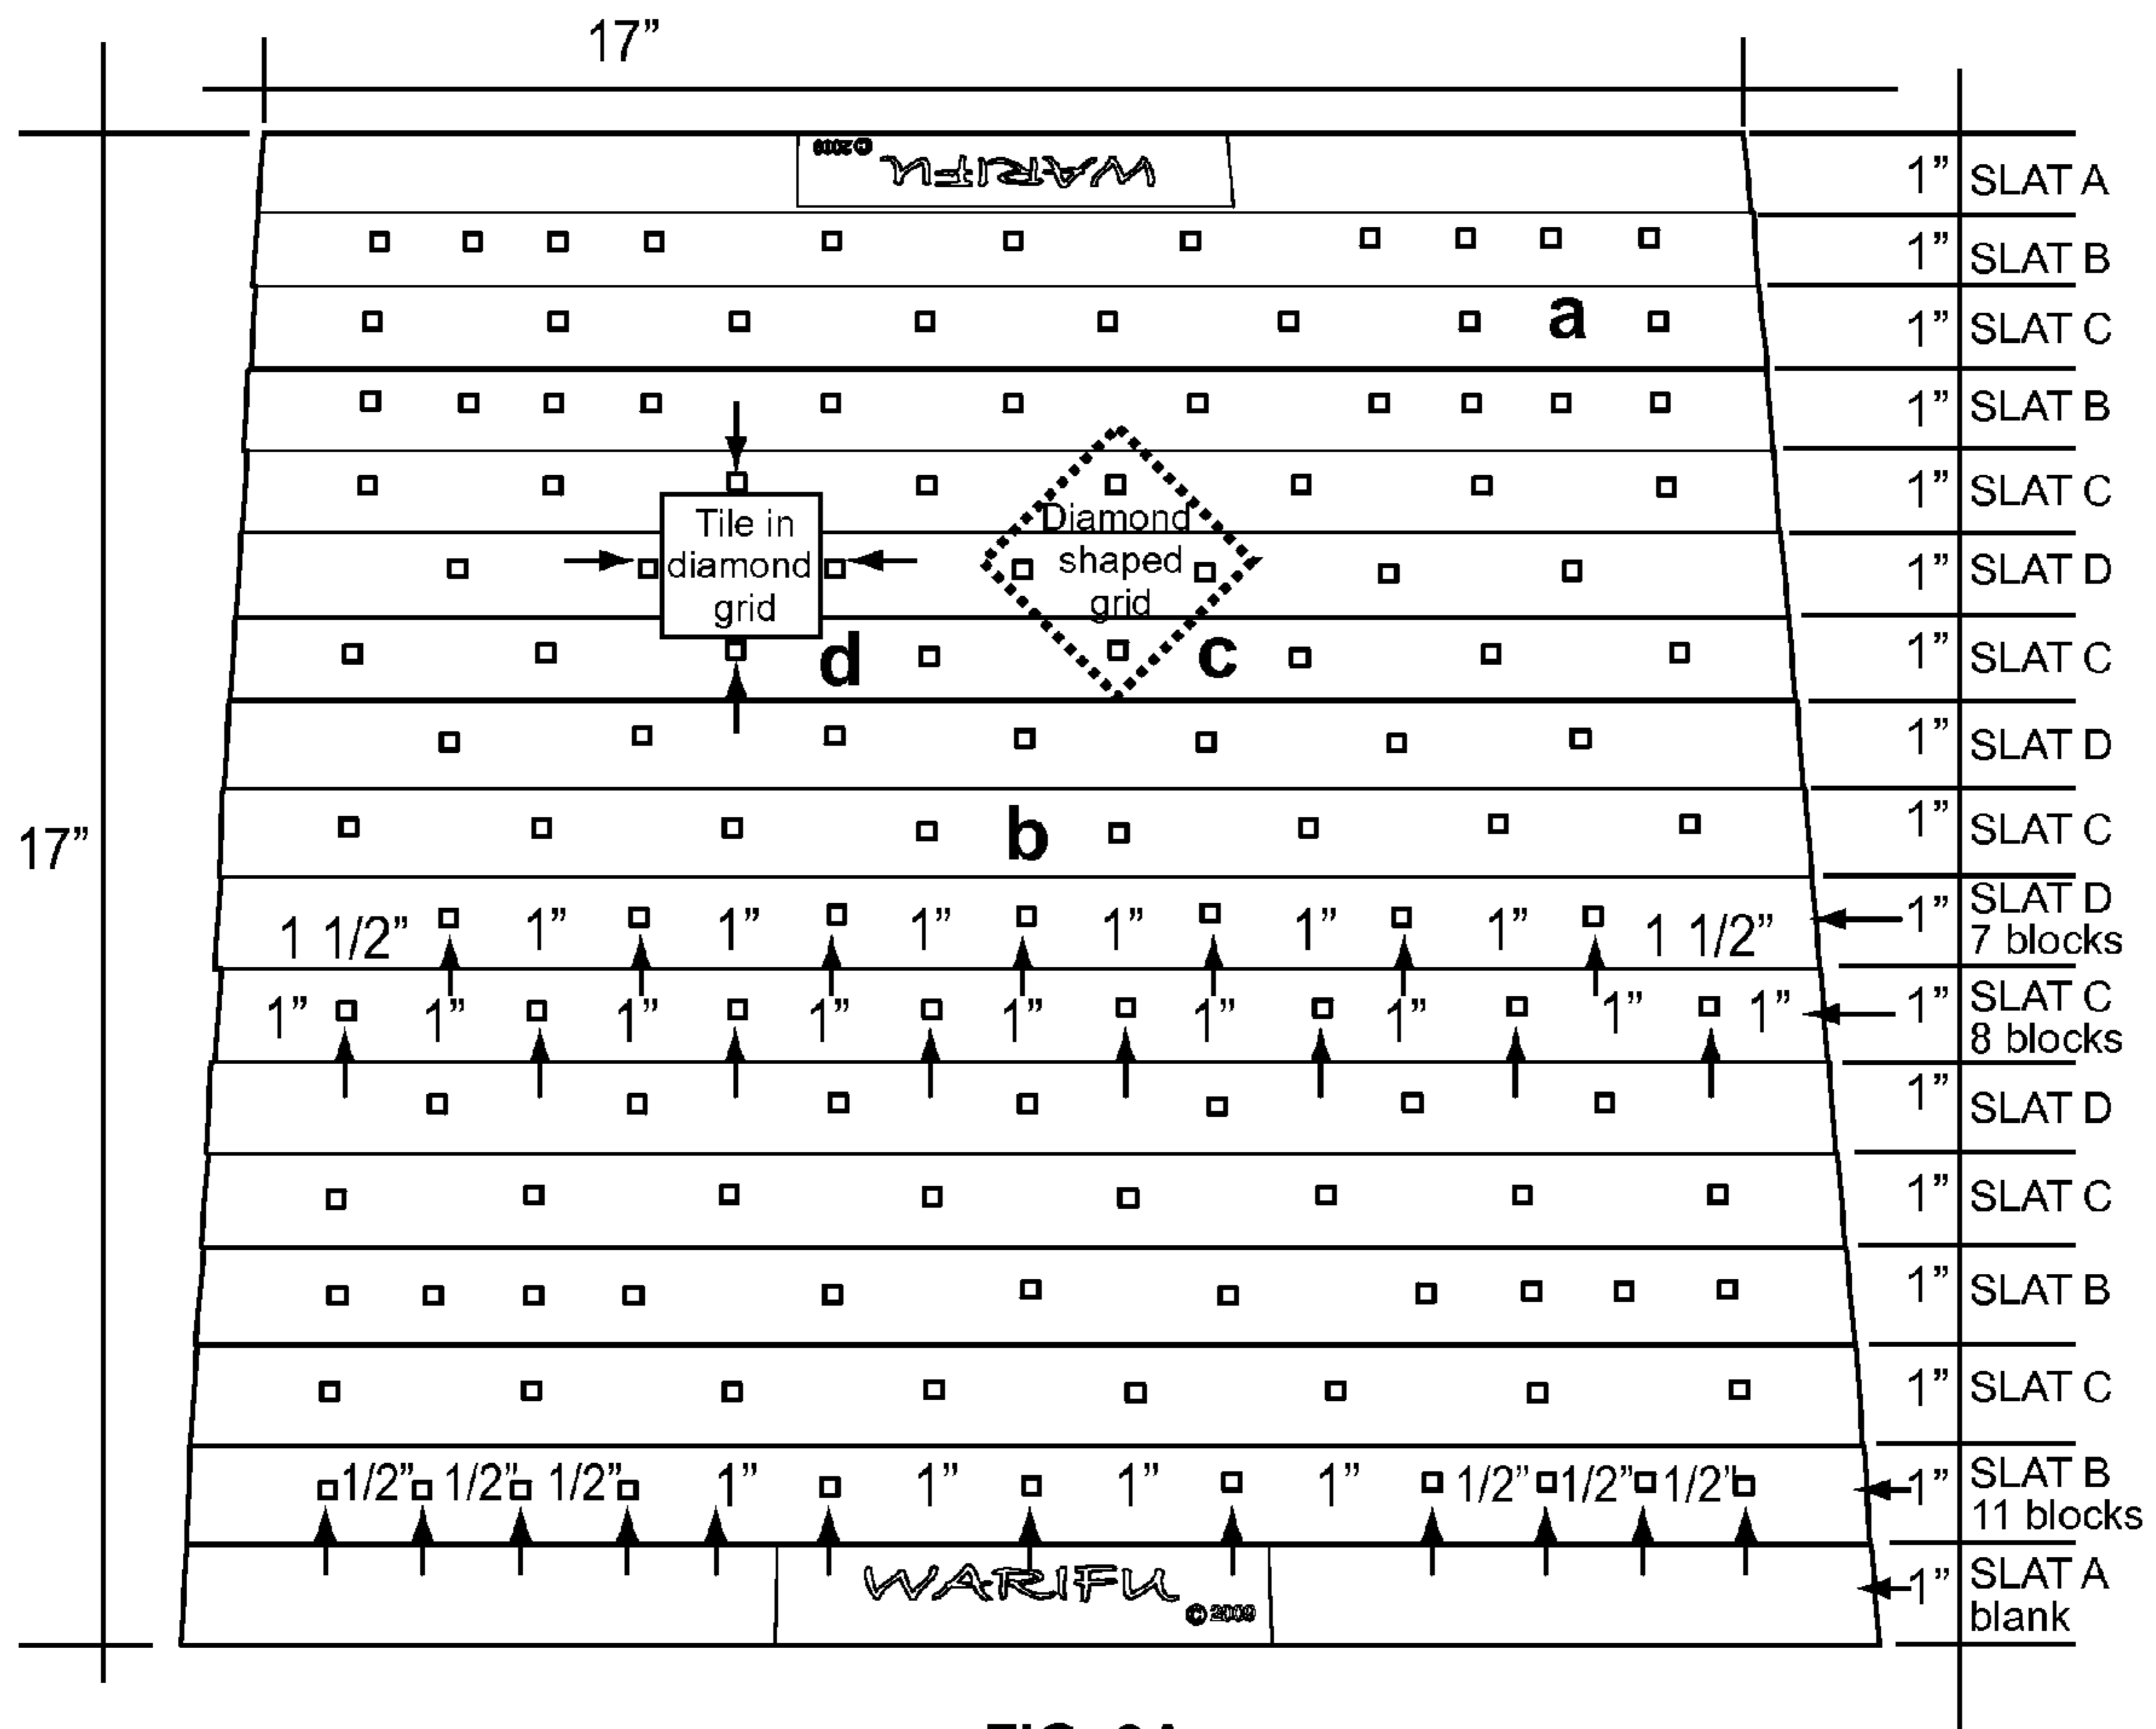 17”
© 2009
WARIFU
1” SLAT A
1” SLAT B
a
1” SLAT C
1” SLAT B
1” SLAT C
Tile in
diamond
grid
Diamond
shaped
grid
1” SLAT D
d
c
1” SLAT C
1” SLAT D
17”
b
1” SLAT C
1 1/2” 1” 1” 1” 1” 1” 1” 1 1/2”
1” SLAT D
7 blocks
1” 1” 1” 1” 1” 1” 1” 1” 1”
1” SLAT C
8 blocks
1” SLAT D
1” SLAT C
1” SLAT B
1” SLAT C
1/2” 1/2” 1/2” 1” 1” 1” 1” 1/2” 1/2” 1/2”
1” SLAT B
11 blocks
WARIFU
© 2009
1” SLAT A
blank